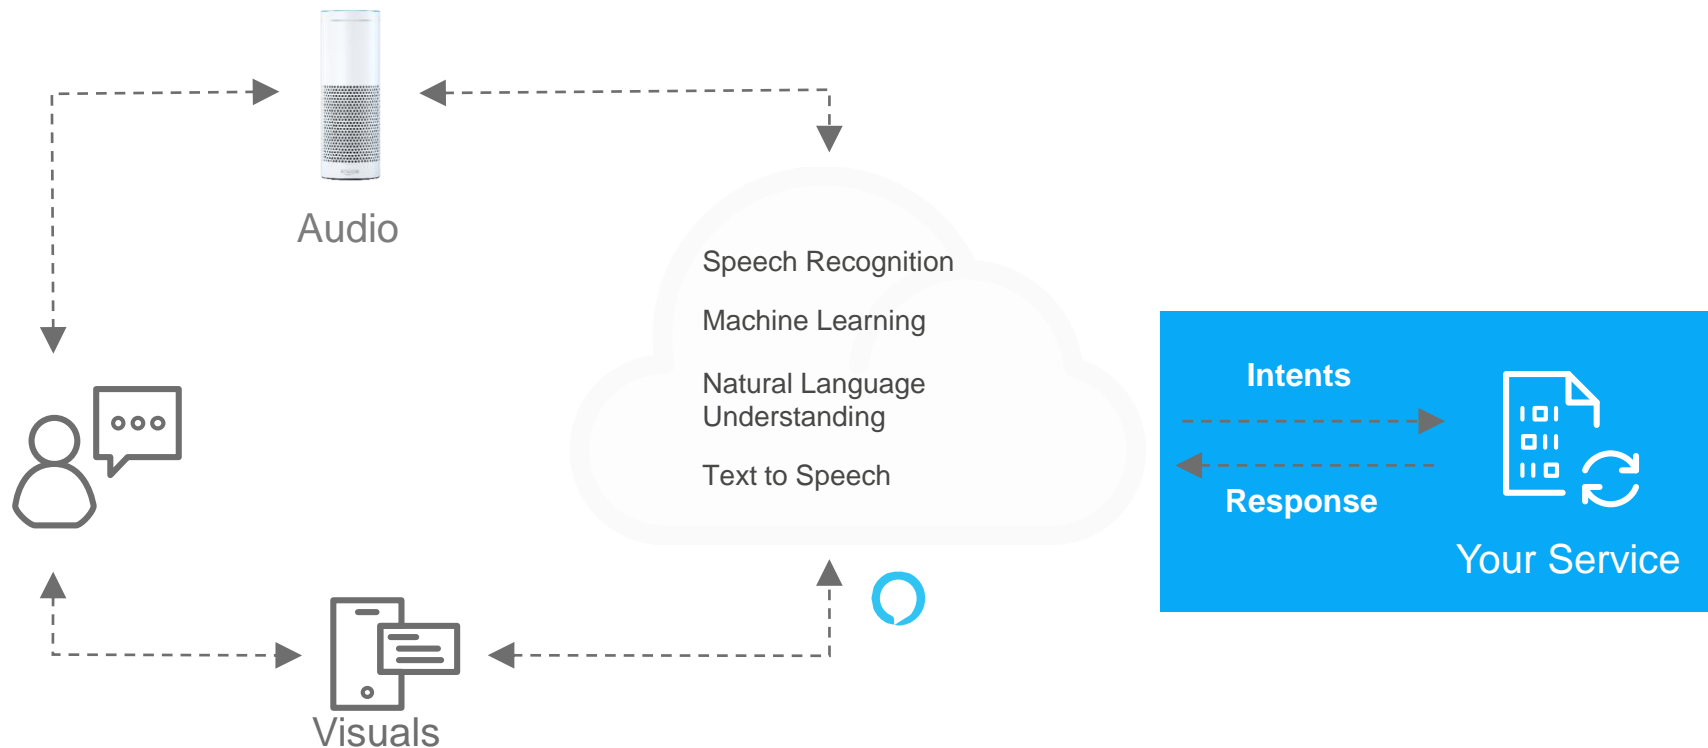 Audio
Speech Recognition
Machine Learning
Natural Language
Understanding
Text to Speech
Intents
Response
Your Service
Visuals